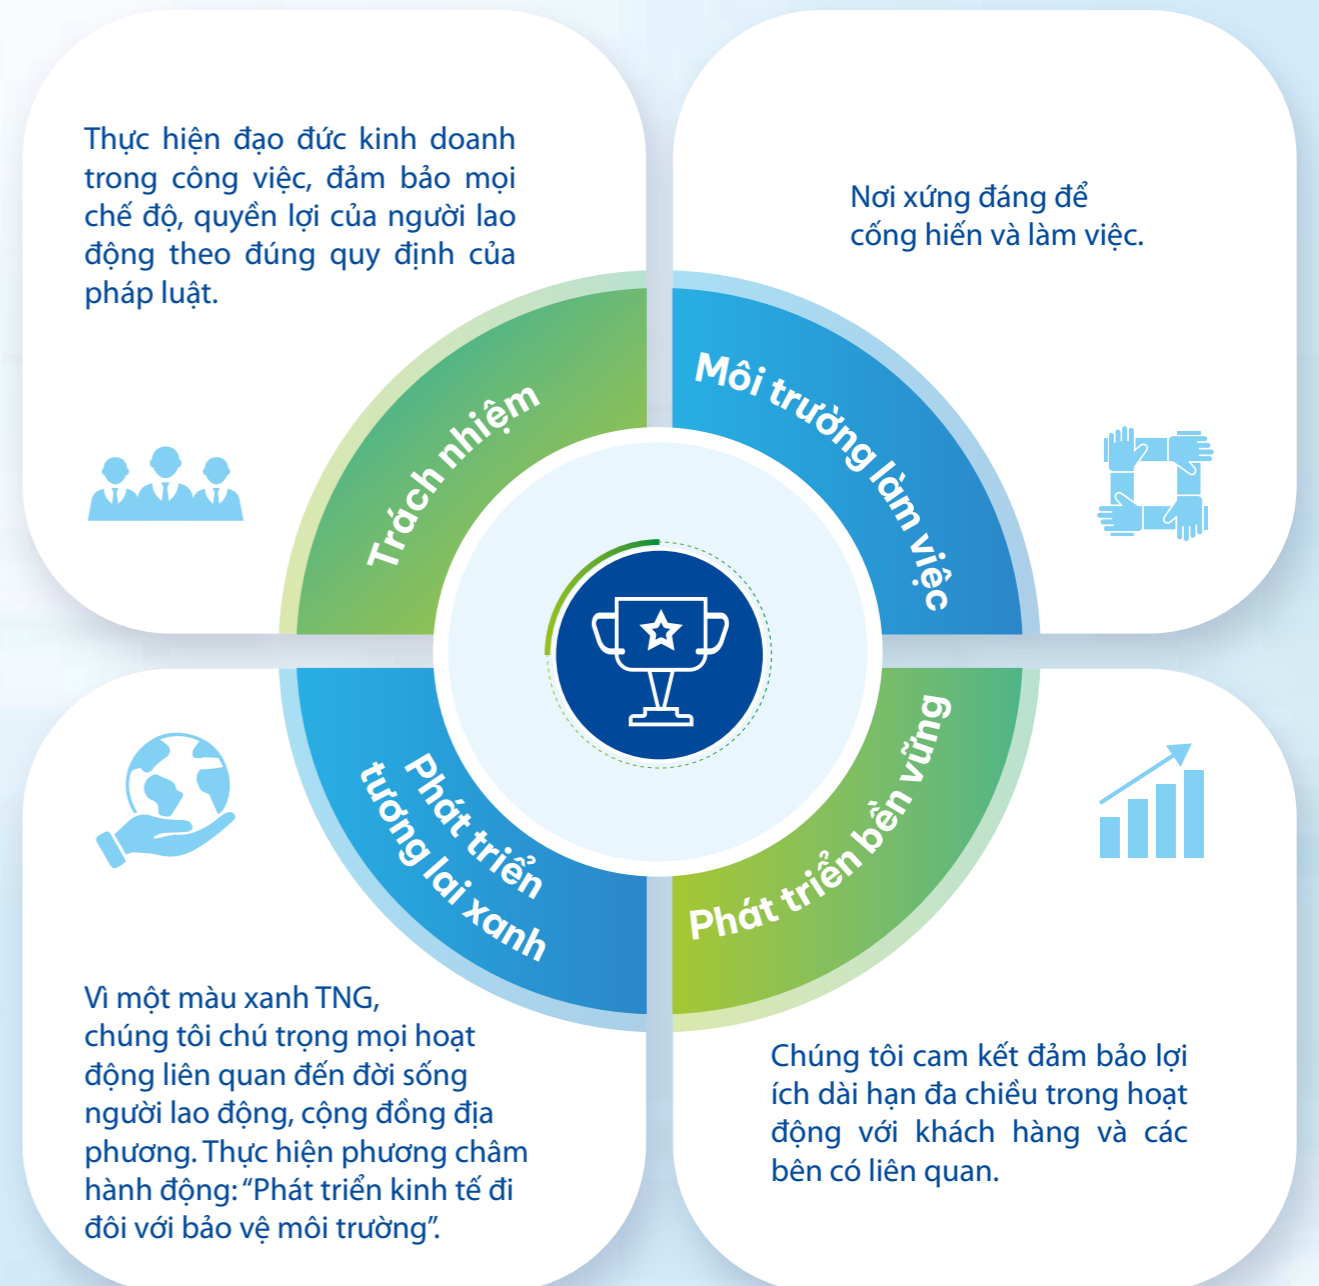 Thực hiện đạo đức kinh doanh
trong công việc, đảm bảo mọi
chế độ, quyền lợi của người lao
động theo đúng quy định của
pháp luật.
Trách nhiệm
Nơi xứng đáng để
cống hiến và làm việc.
Môi trường làm việc
Phát triển
tương lai xanh
Vì một màu xanh TNG,
chúng tôi chú trọng mọi hoạt
động liên quan đến đời sống
người lao động, cộng đồng địa
phương. Thực hiện phương châm
hành động: “Phát triển kinh tế đi
đôi với bảo vệ môi trường”.
Phát triển bền vững
Chúng tôi cam kết đảm bảo lợi
ích dài hạn đa chiều trong hoạt
động với khách hàng và các
bên có liên quan.